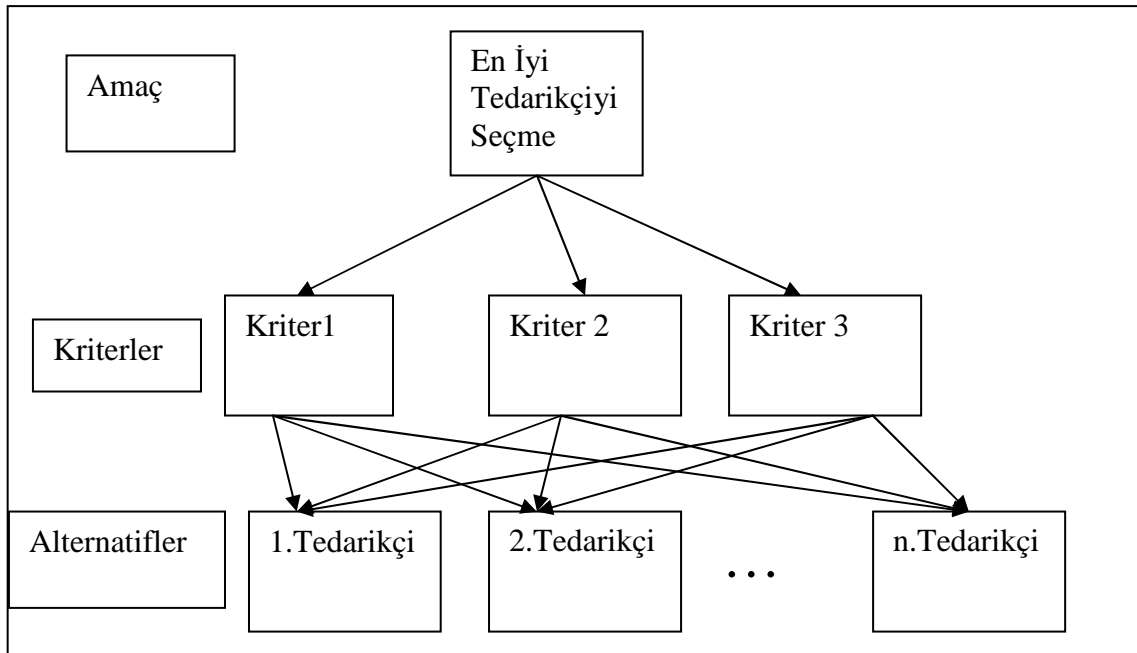 Amaç
En İyi
Tedarikçiyi
Seçme
Kriterler
Kriter1
Kriter 2
Kriter 3
Alternatifler
1.Tedarikçi
2.Tedarikçi
...
n.Tedarikçi